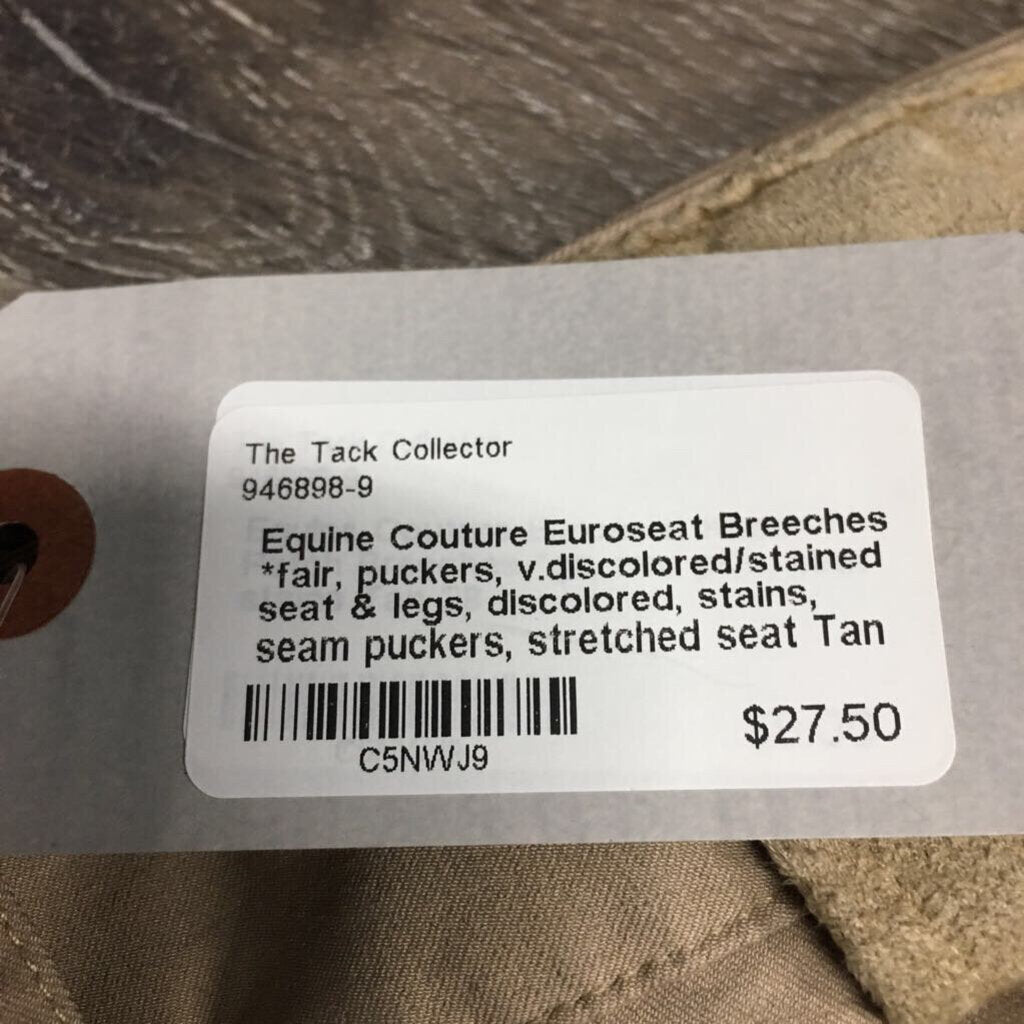 The Tack Collector
946898-9
Equine Couture Euroseat Breeches
*fair, puckers, v.discolored/stained
seat & legs, discolored, stains,
seam puckers, stretched seat Tan
C5NWJ9
$27.50